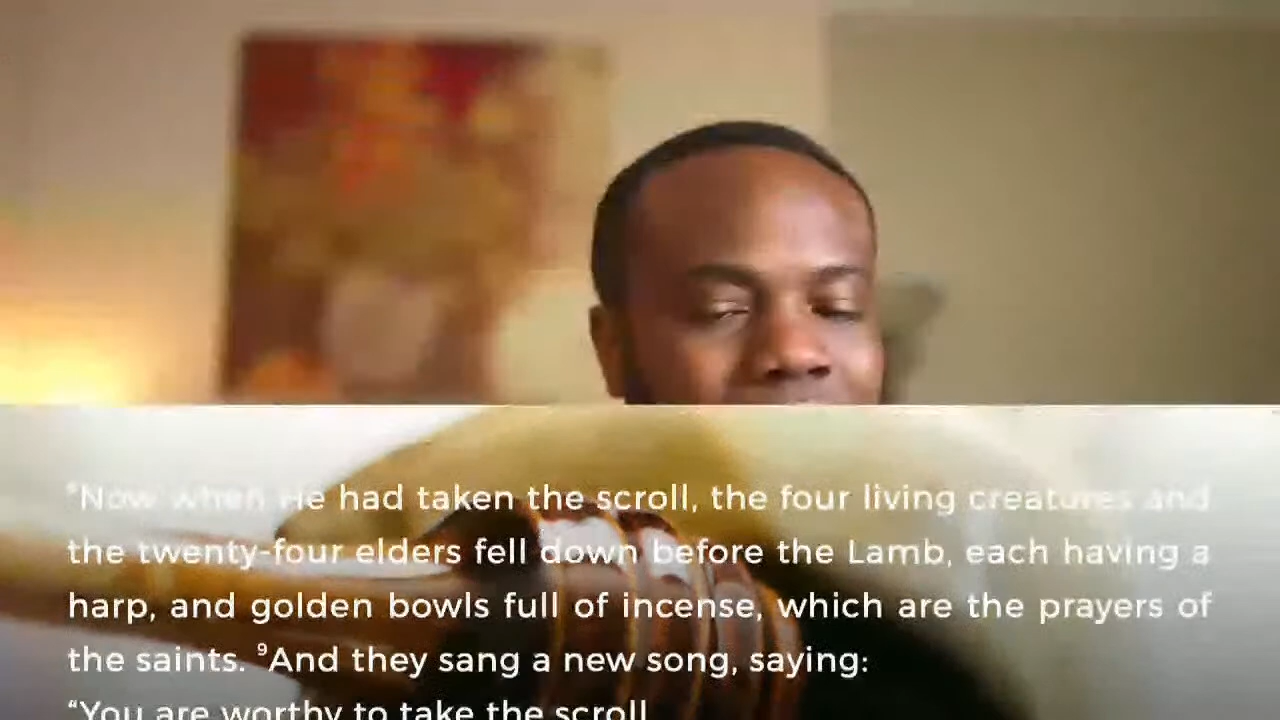 “Now when He had taken the scroll, the four living creatures and
the twenty-four elders fell down before the Lamb, each having a
harp, and golden bowls full of incense, which are the prayers of
the saints. ⁹And they sang a new song, saying:
“You are worthy to take the scroll